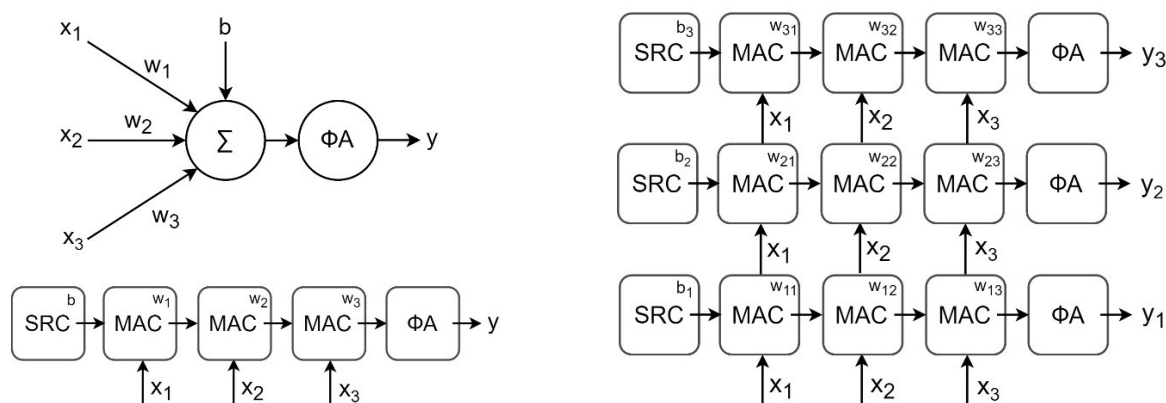 x₁ b
w₁
x₂ w₂ Σ ΦA y
w₃
x₃
b w₁ w₂ w₃
SRC MAC MAC MAC ΦA y
x₁ x₂ x₃
b₃ w₃₁ w₃₂ w₃₃
SRC MAC MAC MAC ΦA y₃
x₁ x₂ x₃
b₂ w₂₁ w₂₂ w₂₃
SRC MAC MAC MAC ΦA y₂
x₁ x₂ x₃
b₁ w₁₁ w₁₂ w₁₃
SRC MAC MAC MAC ΦA y₁
x₁ x₂ x₃